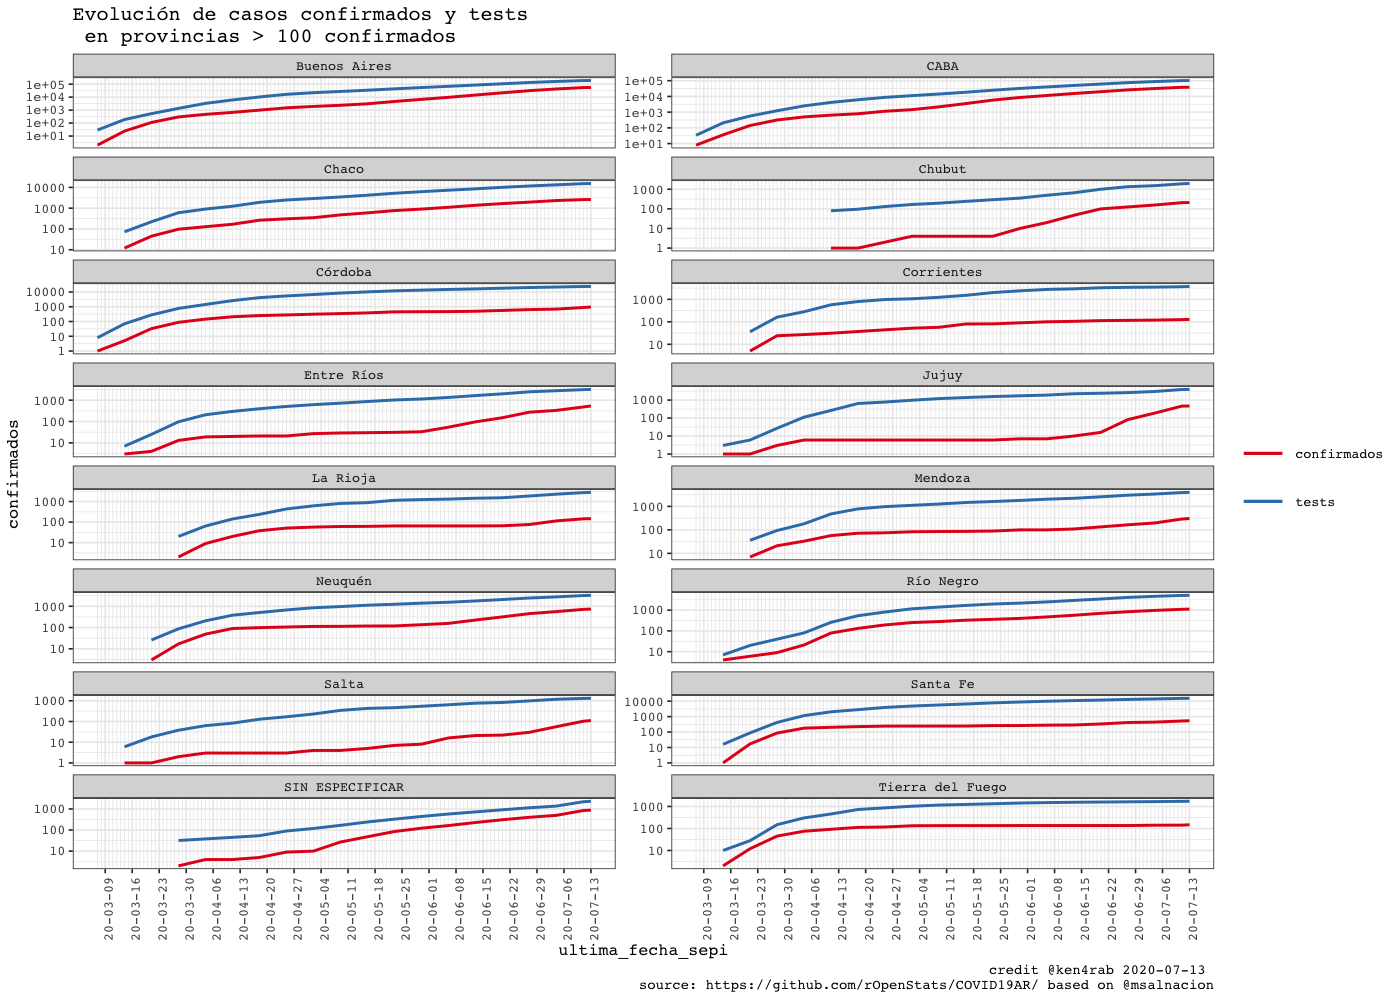 Evolución de casos confirmados y tests
en provincias > 100 confirmados
Buenos Aires
1e+05
1e+04
1e+03
1e+02
1e+01
CABA
1e+05
1e+04
1e+03
1e+02
1e+01
Chaco
10000
1000
100
10
Chubut
1000
100
10
1
Córdoba
10000
1000
100
10
1
Corrientes
1000
100
10
Entre Ríos
1000
100
10
Jujuy
1000
100
10
1
La Rioja
1000
100
10
Mendoza
1000
100
10
Neuquén
1000
100
10
Río Negro
1000
100
10
Salta
1000
100
10
1
Santa Fe
10000
1000
100
10
1
SIN ESPECIFICAR
1000
100
10
Tierra del Fuego
1000
100
10
20-03-09
20-03-16
20-03-23
20-03-30
20-04-06
20-04-13
20-04-20
20-04-27
20-05-04
20-05-11
20-05-18
20-05-25
20-06-01
20-06-08
20-06-15
20-06-22
20-06-29
20-07-06
20-07-13
20-03-09
20-03-16
20-03-23
20-03-30
20-04-06
20-04-13
20-04-20
20-04-27
20-05-04
20-05-11
20-05-18
20-05-25
20-06-01
20-06-08
20-06-15
20-06-22
20-06-29
20-07-06
20-07-13
confirmados
ultima_fecha_sepi
confirmados
tests
credit @ken4rab 2020-07-13
source: https://github.com/rOpenStats/COVID19AR/ based on @msalnacion